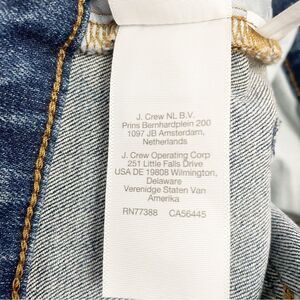 J. Crew NL B.V.
Prins Bernhardplein 200
1097 JB Amsterdam,
Netherlands
J. Crew Operating Corp
251 Little Falls Drive
USA DE 19808 Wilmington,
Delaware
Verenidge Staten Van
Amerika
RN77388 CA56445